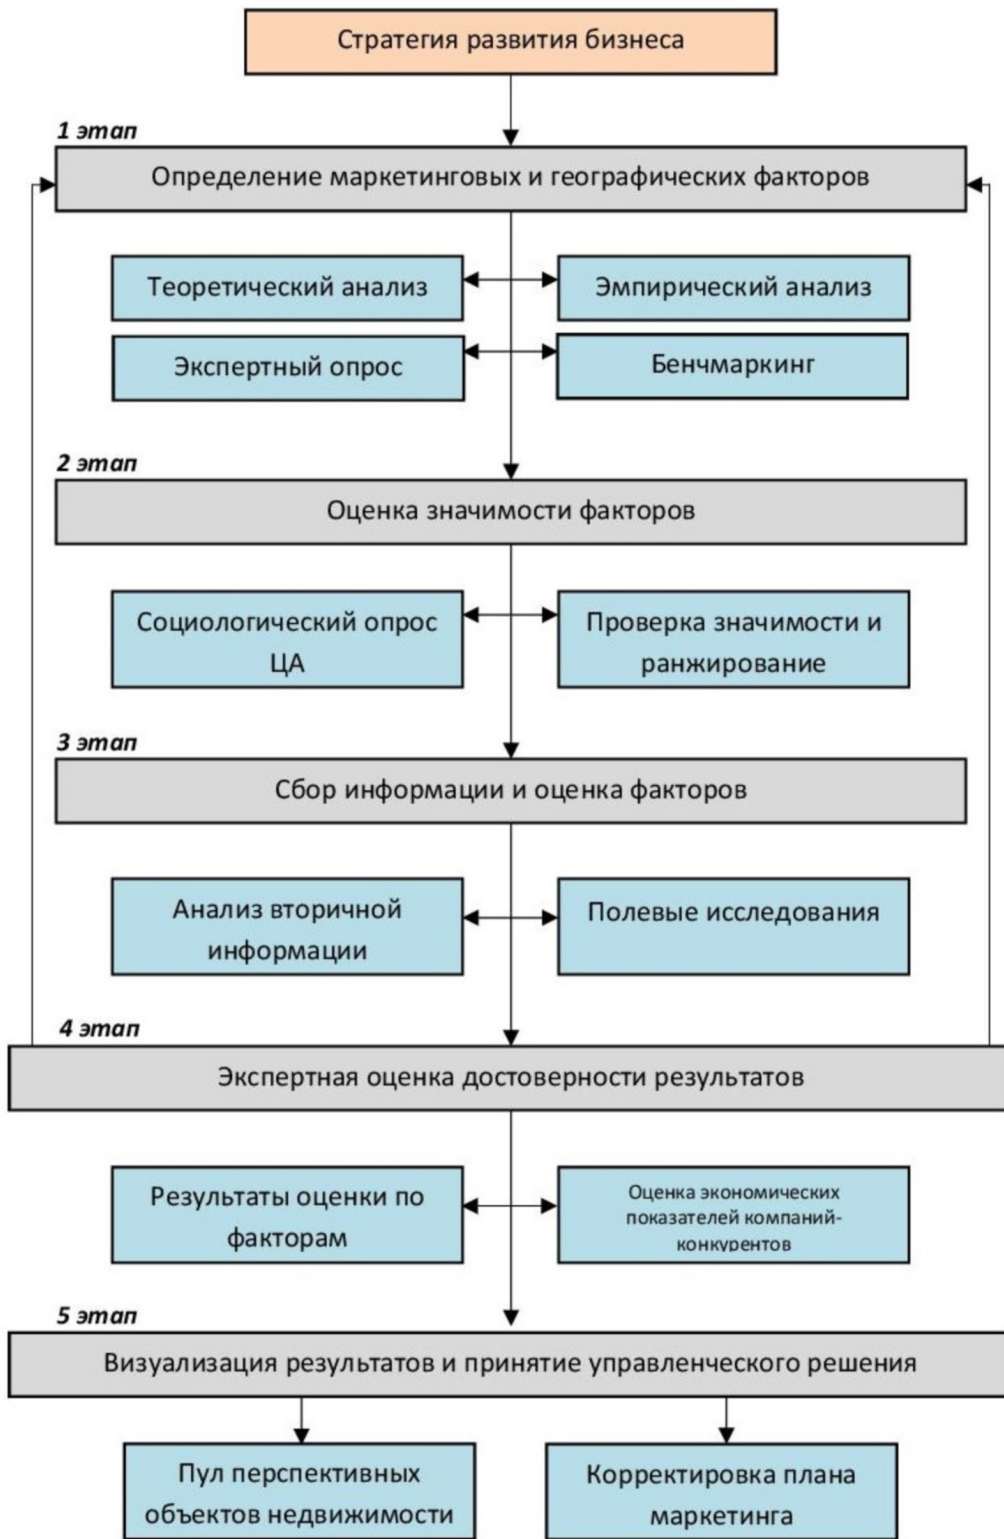 Стратегия развития бизнеса
1 этап
Определение маркетинговых и географических факторов
Теоретический анализ
Эмпирический анализ
Экспертный опрос
Бенчмаркинг
2 этап
Оценка значимости факторов
Социологический опрос
ЦА
Проверка значимости и
ранжирование
3 этап
Сбор информации и оценка факторов
Анализ вторичной
информации
Полевые исследования
4 этап
Экспертная оценка достоверности результатов
Результаты оценки по
факторам
Оценка экономических
показателей компаний-
конкурентов
5 этап
Визуализация результатов и принятие управленческого решения
Пул перспективных
объектов недвижимости
Корректировка плана
маркетинга